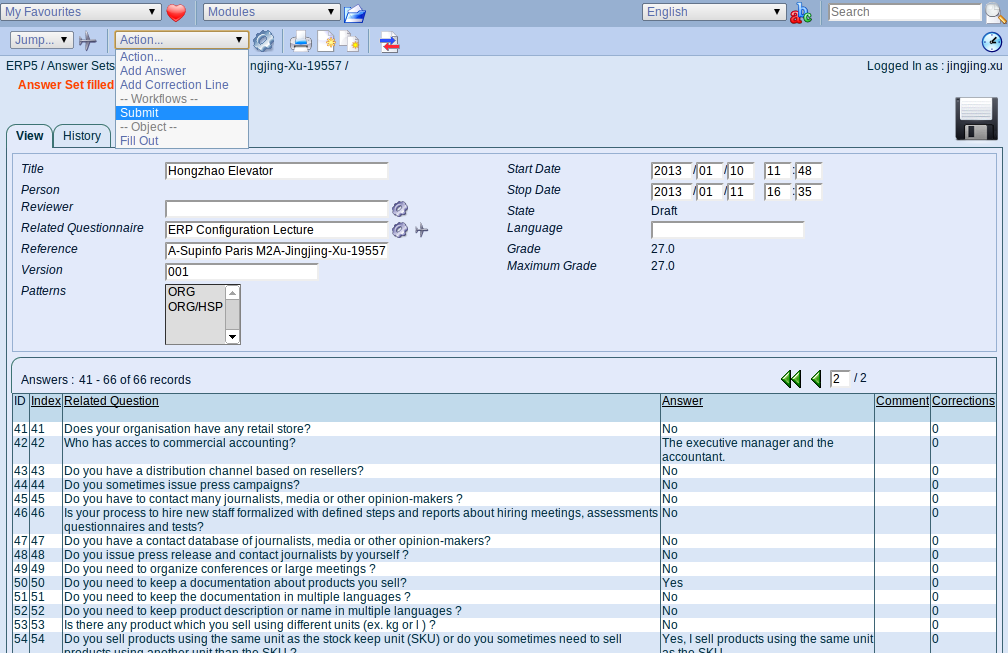 My Favourites Modules English Search
Jump... Action...
Action...
Add Answer
Add Correction Line
-- Workflows --
Submit
-- Object --
Fill Out
ERP5 / Answer Sets ngjing-Xu-19557 / Logged In as : jingjing.xu
Answer Set filled
View History
Title Hongzhao Elevator
Person
Reviewer
Related Questionnaire ERP Configuration Lecture
Reference A-Supinfo Paris M2A-Jingjing-Xu-19557
Version 001
Patterns ORG
ORG/HSP
Start Date 2013 / 01 / 10 11 : 48
Stop Date 2013 / 01 / 11 16 : 35
State Draft
Language
Grade 27.0
Maximum Grade 27.0
Answers : 41 - 66 of 66 records 2 / 2
ID Index Related Question Answer Comment Corrections
41 41 Does your organisation have any retail store? No 0
42 42 Who has acces to commercial accounting? The executive manager and the 0
accountant.
43 43 Do you have a distribution channel based on resellers? No 0
44 44 Do you sometimes issue press campaigns? No 0
45 45 Do you have to contact many journalists, media or other opinion-makers ? No 0
46 46 Is your process to hire new staff formalized with defined steps and reports about hiring meetings, assessments No 0
questionnaires and tests?
47 47 Do you have a contact database of journalists, media or other opinion-makers? No 0
48 48 Do you issue press release and contact journalists by yourself ? No 0
49 49 Do you need to organize conferences or large meetings ? No 0
50 50 Do you need to keep a documentation about products you sell? Yes 0
51 51 Do you need to keep the documentation in multiple languages ? No 0
52 52 Do you need to keep product description or name in multiple languages ? No 0
53 53 Is there any product which you sell using different units (ex. kg or l ) ? No 0
54 54 Do you sell products using the same unit as the stock keep unit (SKU) or do you sometimes need to sell Yes, I sell products using the same unit 0
products using another unit than the SKU ? as the SKU